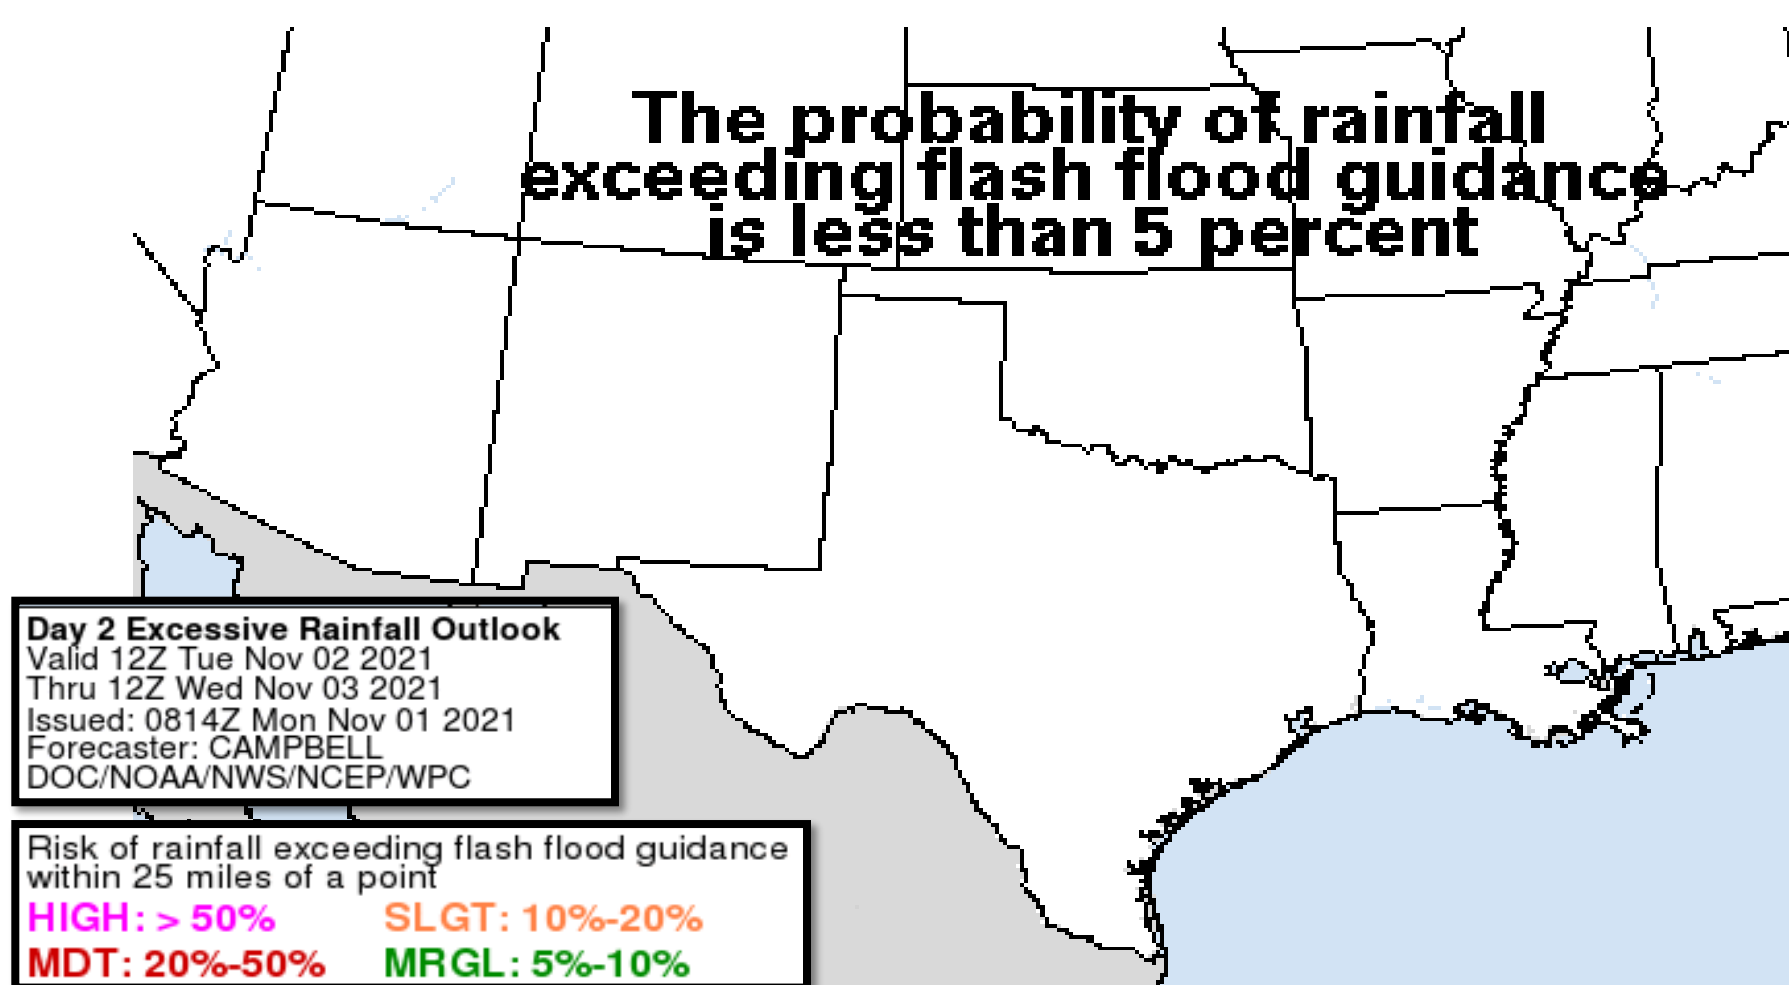 The probability of rainfall
exceeding flash flood guidance
is less than 5 percent
Day 2 Excessive Rainfall Outlook
Valid 12Z Tue Nov 02 2021
Thru 12Z Wed Nov 03 2021
Issued: 0814Z Mon Nov 01 2021
Forecaster: CAMPBELL
DOC/NOAA/NWS/NCEP/WPC
Risk of rainfall exceeding flash flood guidance
within 25 miles of a point
HIGH: > 50% SLGT: 10%-20%
MDT: 20%-50% MRGL: 5%-10%